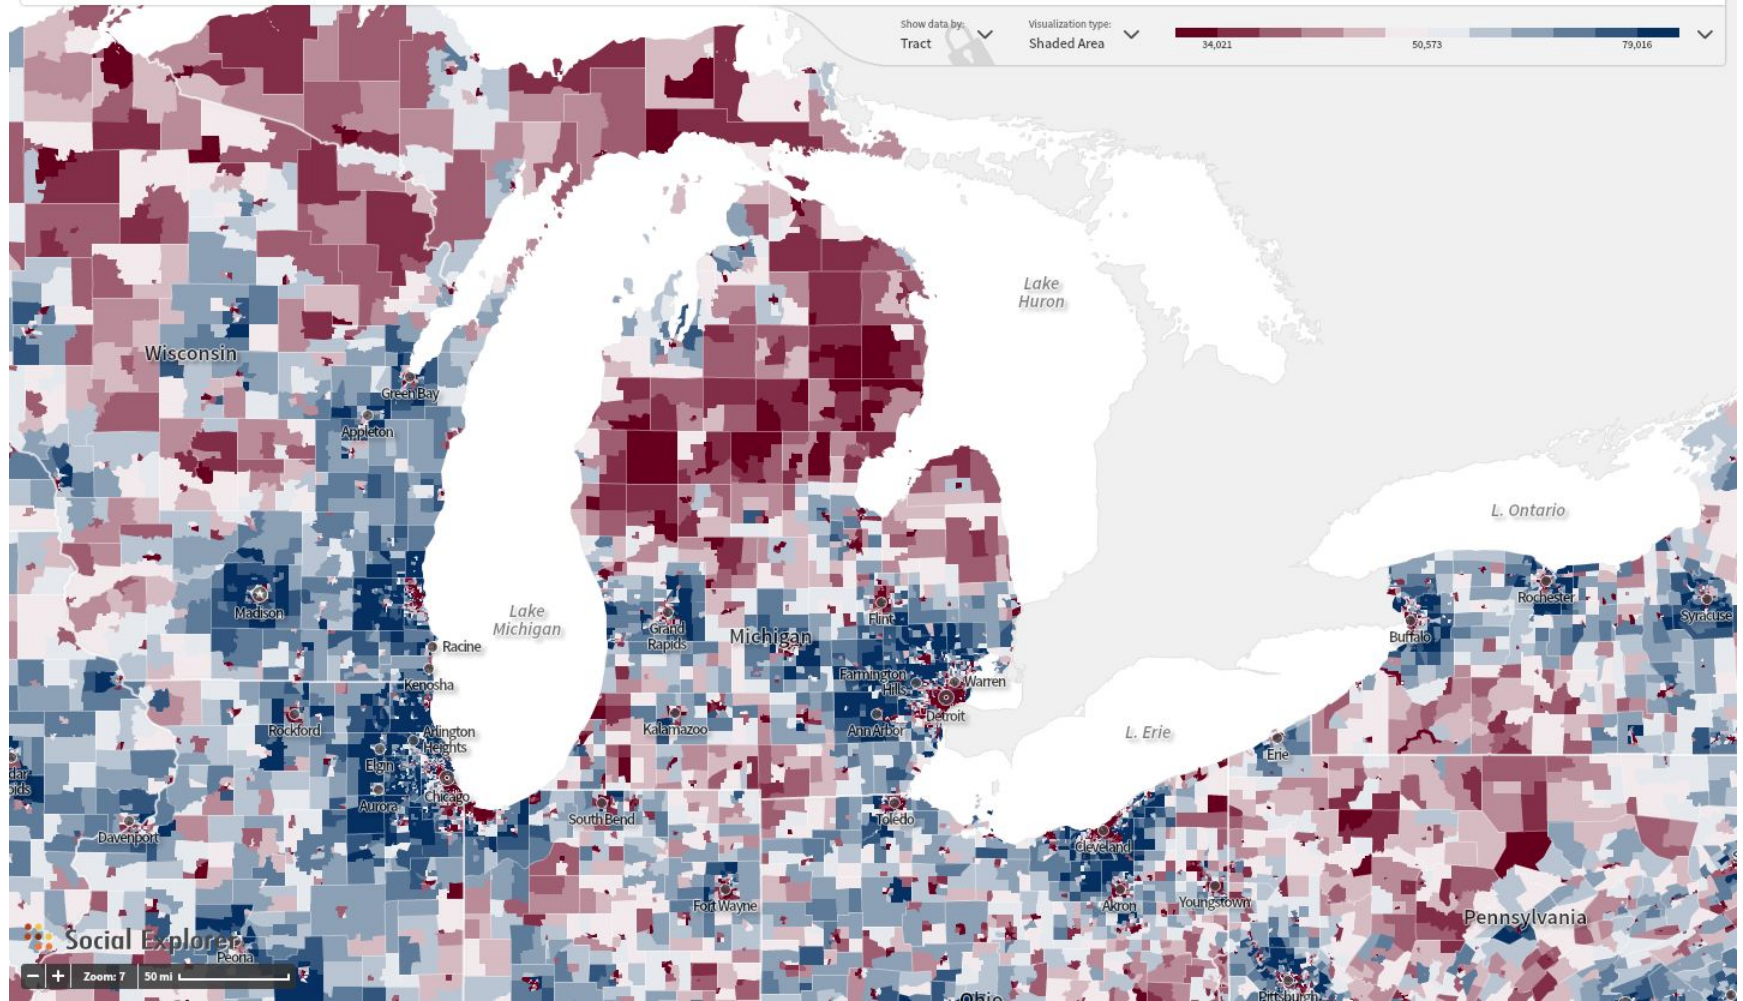 Show data by:
Tract
Visualization type:
Shaded Area
34,021
50,573
79,016
Lake
Huron
Wisconsin
Green Bay
Appleton
L. Ontario
Madison
Lake
Michigan
Racine
Kenosha
Grand
Rapids
Michigan
Flint
Rochester
Syracuse
Buffalo
Farmington
Hills
Warren
Detroit
Ann Arbor
Kalamazoo
Rockford
Arlington
Heights
Elgin
Aurora
Chicago
L. Erie
Erie
South Bend
Toledo
Davenport
Cleveland
Fort Wayne
Akron
Youngstown
Pennsylvania
Social Explorer
Peoria
Zoom: 7
50 mi
Ohio
Pittsburgh